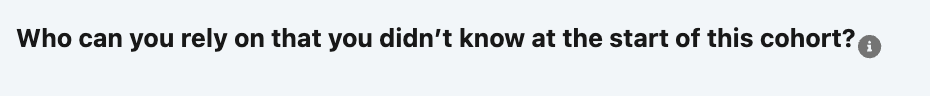 Who can you rely on that you didn’t know at the start of this cohort?